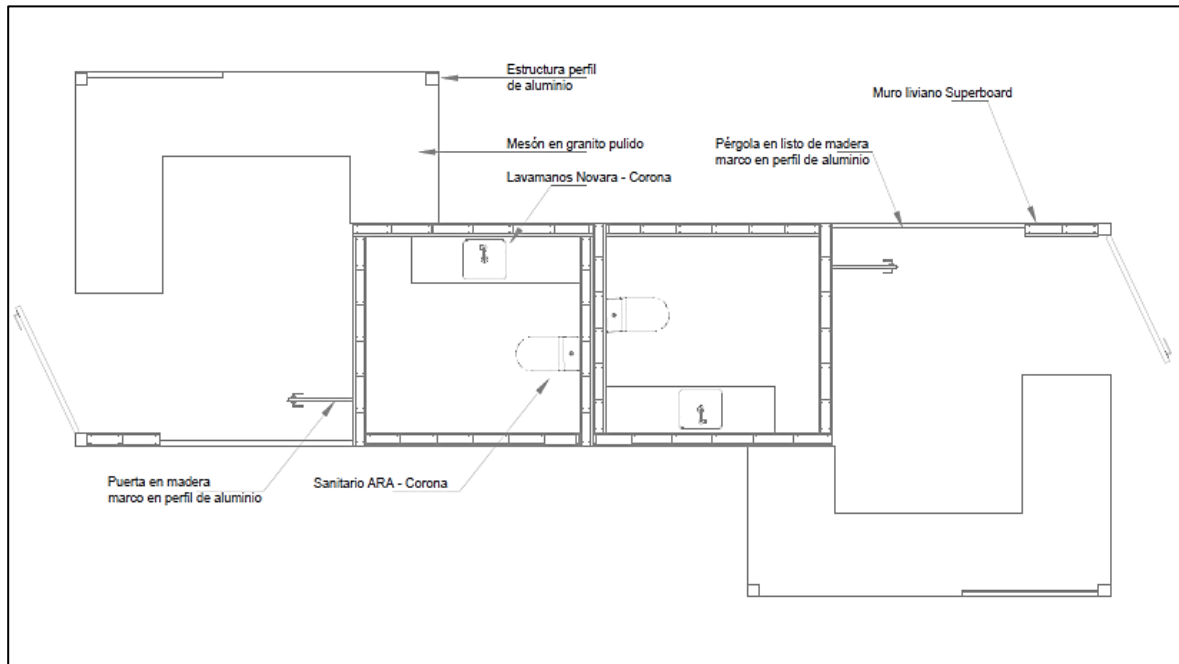 Estructura perfil
de aluminio
Muro liviano Superboard
Mesón en granito pulido
Pérgola en listo de madera
marco en perfil de aluminio
Lavamanos Novara - Corona
Puerta en madera
marco en perfil de aluminio
Sanitario ARA - Corona